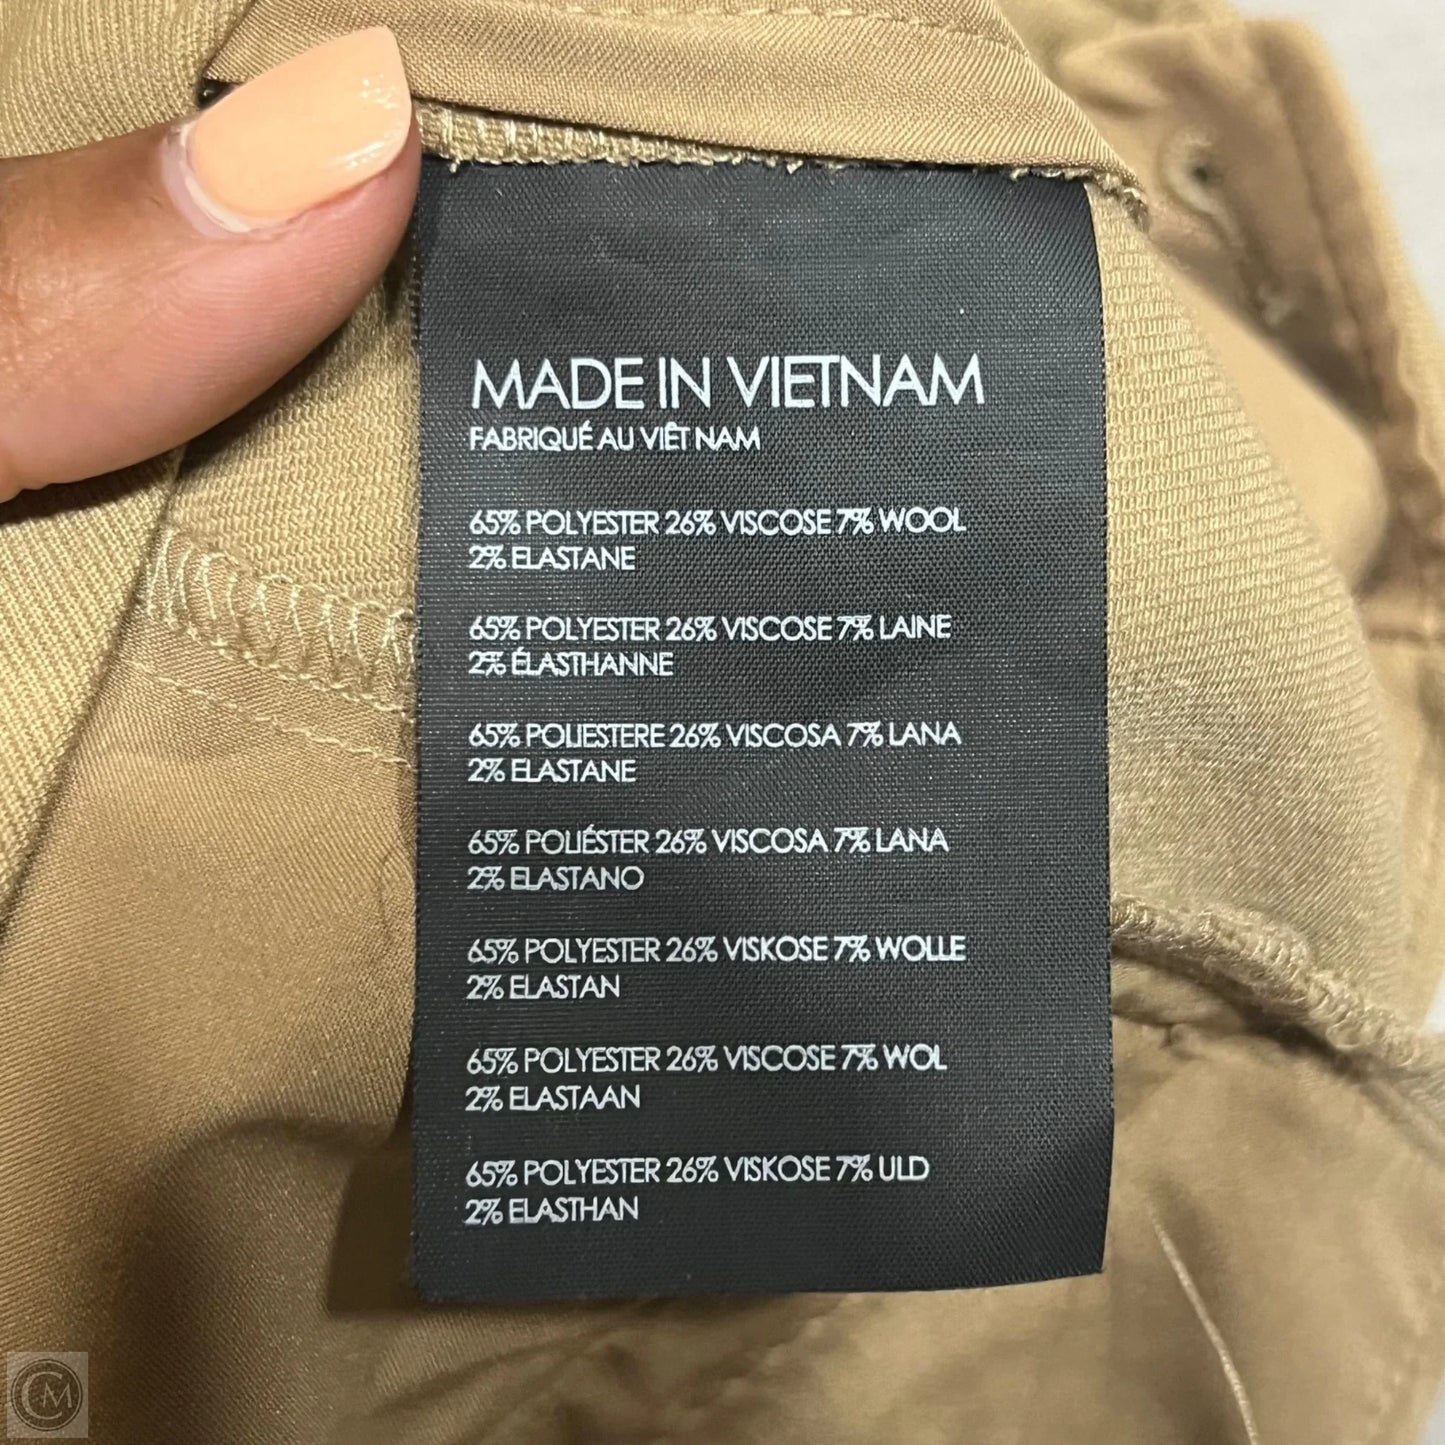 MADE IN VIETNAM
FABRIQUÉ AU VIÊT NAM
65% POLYESTER 26% VISCOSE 7% WOOL
2% ELASTANE
65% POLYESTER 26% VISCOSE 7% LAINE
2% ÉLASTHANNE
65% POLIESTERE 26% VISCOSA 7% LANA
2% ELASTANE
65% POLIÉSTER 26% VISCOSA 7% LANA
2% ELASTANO
65% POLYESTER 26% VISKOSE 7% WOLLE
2% ELASTAN
65% POLYESTER 26% VISCOSE 7% WOL
2% ELASTAAN
65% POLYESTER 26% VISKOSE 7% ULD
2% ELASTHAN
CM